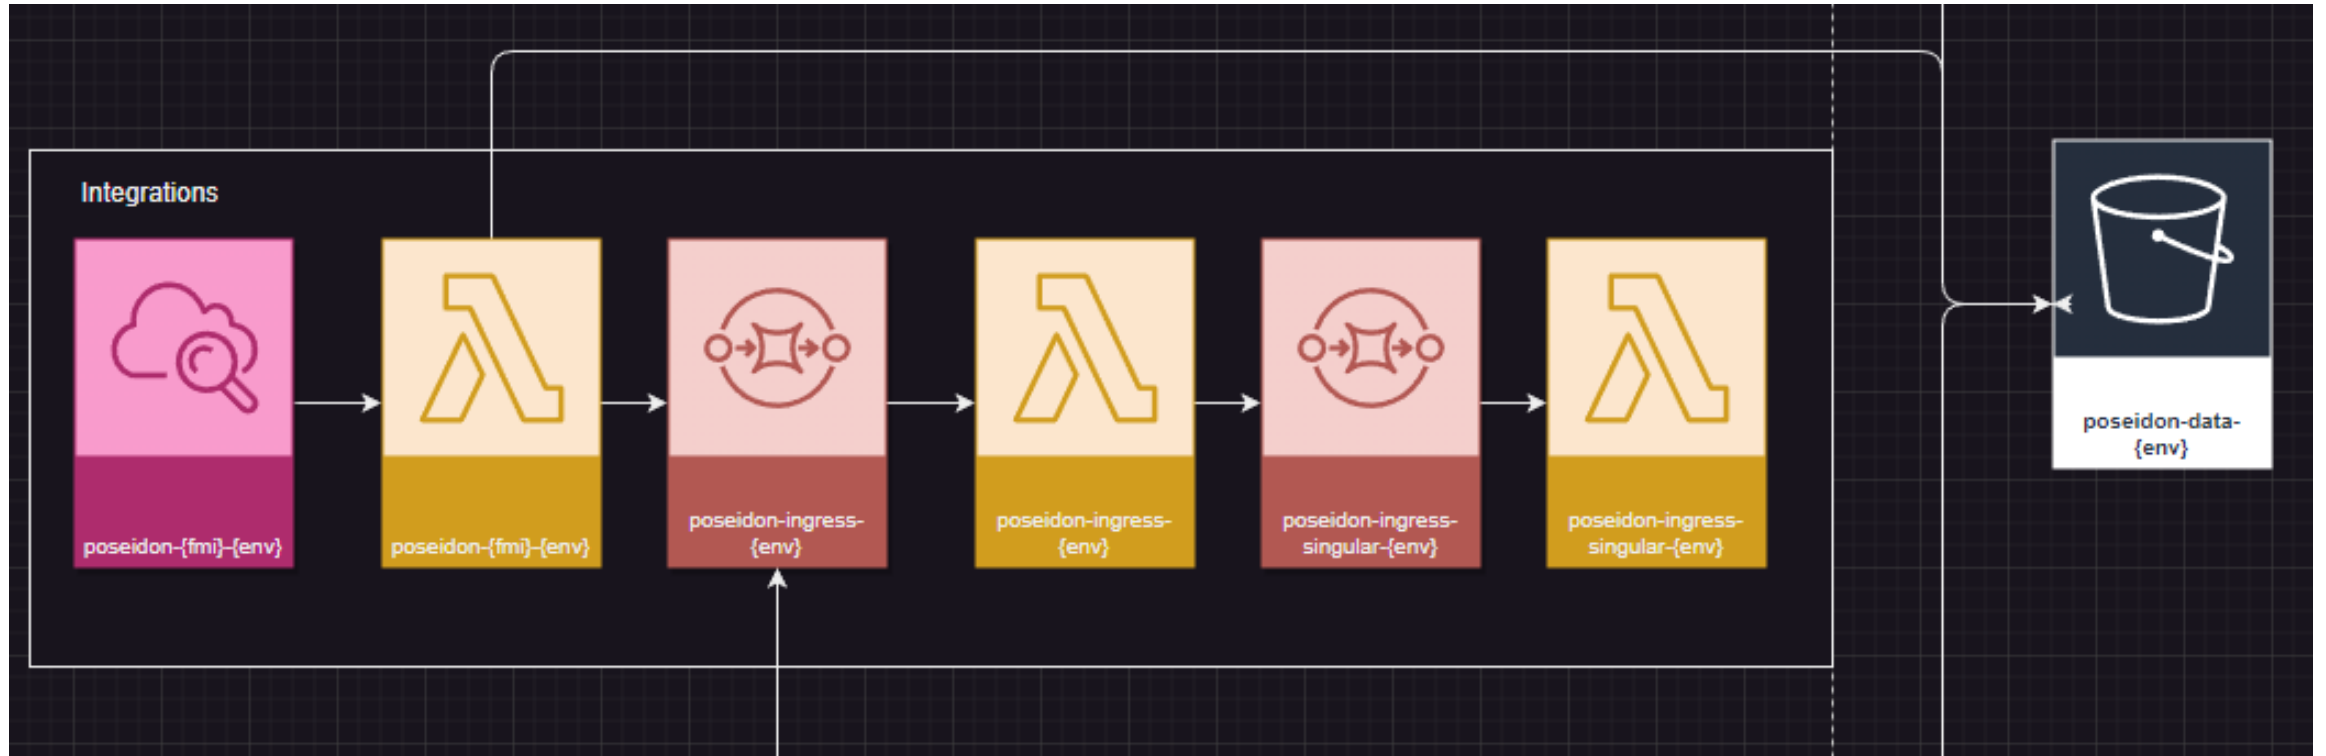 Integrations
poseidon-{fmi}-{env}
poseidon-{fmi}-{env}
poseidon-ingress-
{env}
poseidon-ingress-
{env}
poseidon-ingress-
singular-{env}
poseidon-ingress-
singular-{env}
poseidon-data-
{env}